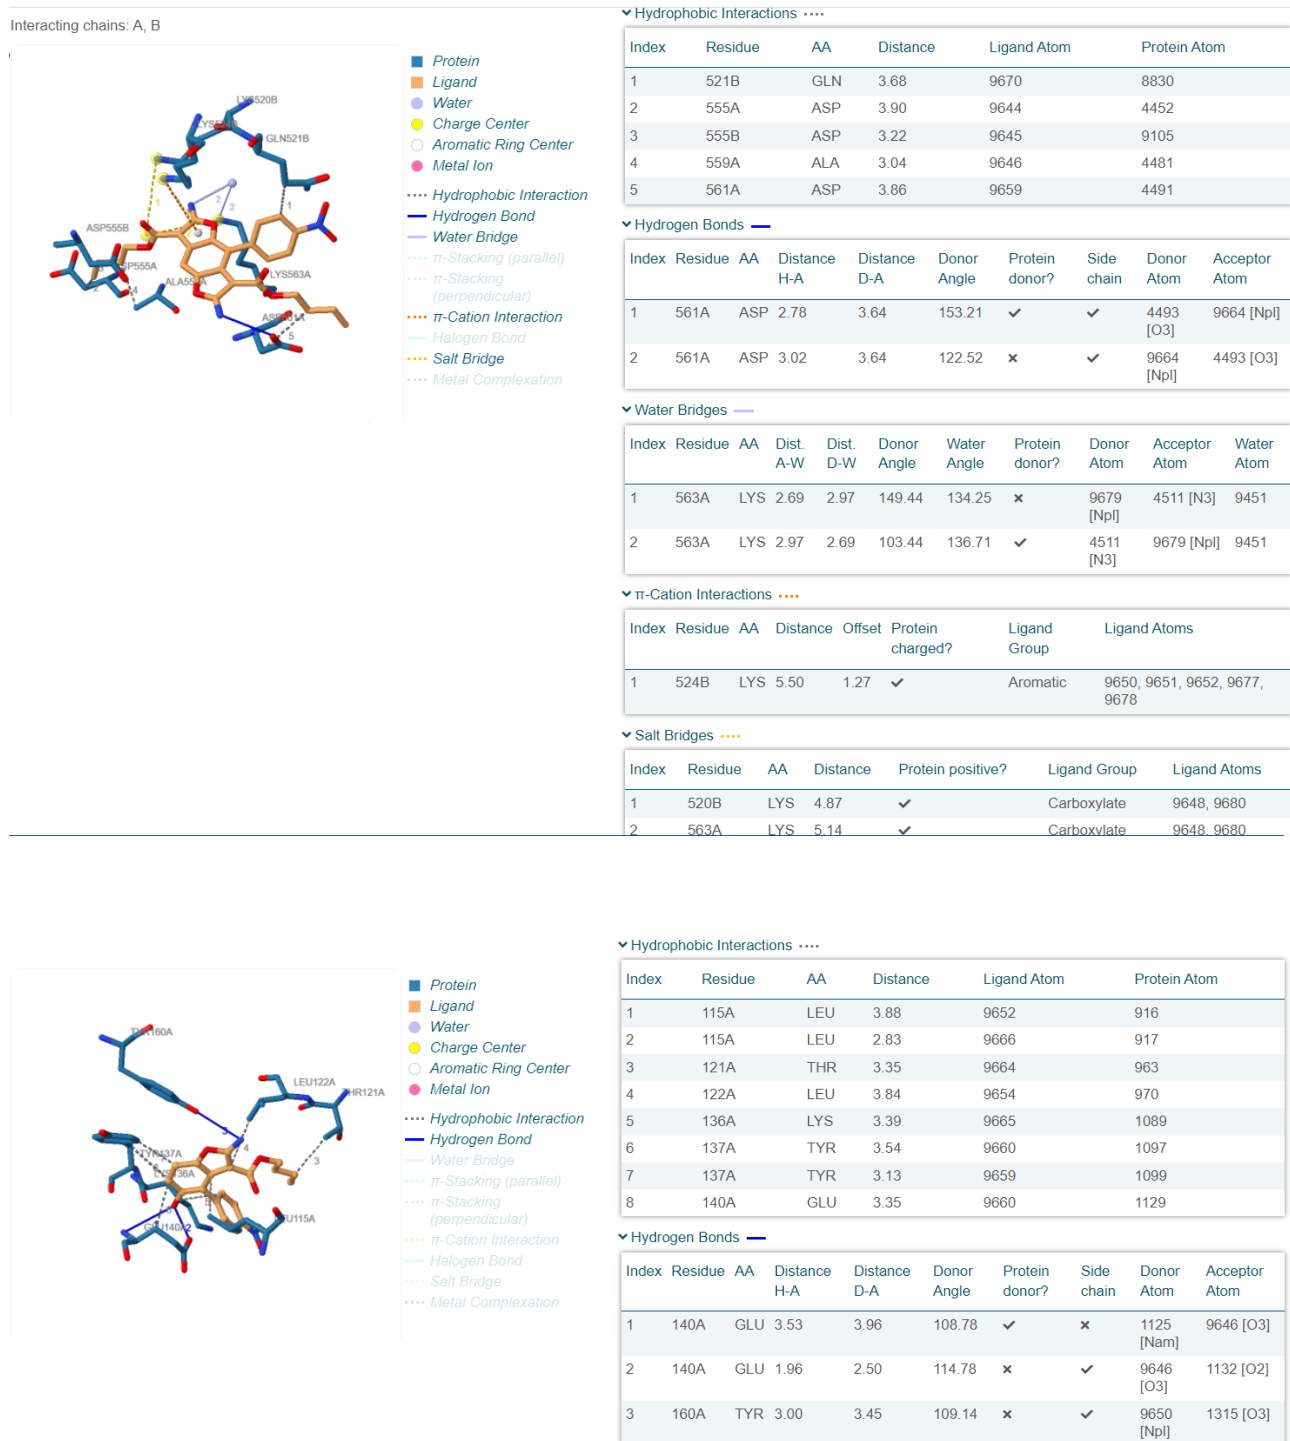 Interacting chains: A, B
LYS520B
GLN521B
ASP555B
LYS563A
Protein
Ligand
Water
Charge Center
Aromatic Ring Center
Metal Ion
Hydrophobic Interaction
Hydrogen Bond
Water Bridge
π-Stacking (parallel)
π-Stacking
(perpendicular)
π-Cation Interaction
Halogen Bond
Salt Bridge
Metal Complexation
Hydrophobic Interactions
Index Residue AA Distance Ligand Atom Protein Atom
1 521B GLN 3.68 9670 8830
2 555A ASP 3.90 9644 4452
3 555B ASP 3.22 9645 9105
4 559A ALA 3.04 9646 4481
5 561A ASP 3.86 9659 4491
Hydrogen Bonds
Index Residue AA Distance Distance Donor Protein Side Donor Acceptor
H-A D-A Angle donor? chain Atom Atom
1 561A ASP 2.78 3.64 153.21 ✔ ✔ 4493 9664 [Npl]
[O3]
2 561A ASP 3.02 3.64 122.52 ✖ ✔ 9664 4493 [O3]
[Npl]
Water Bridges
Index Residue AA Dist. Dist. Donor Water Protein Donor Acceptor Water
A-W D-W Angle Angle donor? Atom Atom Atom
1 563A LYS 2.69 2.97 149.44 134.25 ✖ 9679 4511 [N3] 9451
[Npl]
2 563A LYS 2.97 2.69 103.44 136.71 ✔ 4511 9679 [Npl] 9451
[N3]
π-Cation Interactions
Index Residue AA Distance Offset Protein Ligand Ligand Atoms
charged? Group
1 524B LYS 5.50 1.27 ✔ Aromatic 9650, 9651, 9652, 9677,
9678
Salt Bridges
Index Residue AA Distance Protein positive? Ligand Group Ligand Atoms
1 520B LYS 4.87 ✔ Carboxylate 9648, 9680
2 563A LYS 5.14 ✔ Carboxylate 9648, 9680
LEU122A
TYR137A
Protein
Ligand
Water
Charge Center
Aromatic Ring Center
Metal Ion
Hydrophobic Interaction
Hydrogen Bond
Water Bridge
π-Stacking (parallel)
π-Stacking
(perpendicular)
π-Cation Interaction
Halogen Bond
Salt Bridge
Metal Complexation
Hydrophobic Interactions
Index Residue AA Distance Ligand Atom Protein Atom
1 115A LEU 3.88 9652 916
2 115A LEU 2.83 9666 917
3 121A THR 3.35 9664 963
4 122A LEU 3.84 9654 970
5 136A LYS 3.39 9665 1089
6 137A TYR 3.54 9660 1097
7 137A TYR 3.13 9659 1099
8 140A GLU 3.35 9660 1129
Hydrogen Bonds
Index Residue AA Distance Distance Donor Protein Side Donor Acceptor
H-A D-A Angle donor? chain Atom Atom
1 140A GLU 3.53 3.96 108.78 ✔ ✖ 1125 9646 [O3]
[Nam]
2 140A GLU 1.96 2.50 114.78 ✖ ✔ 9646 1132 [O2]
[O3]
3 160A TYR 3.00 3.45 109.14 ✖ ✔ 9650 1315 [O3]
[Npl]